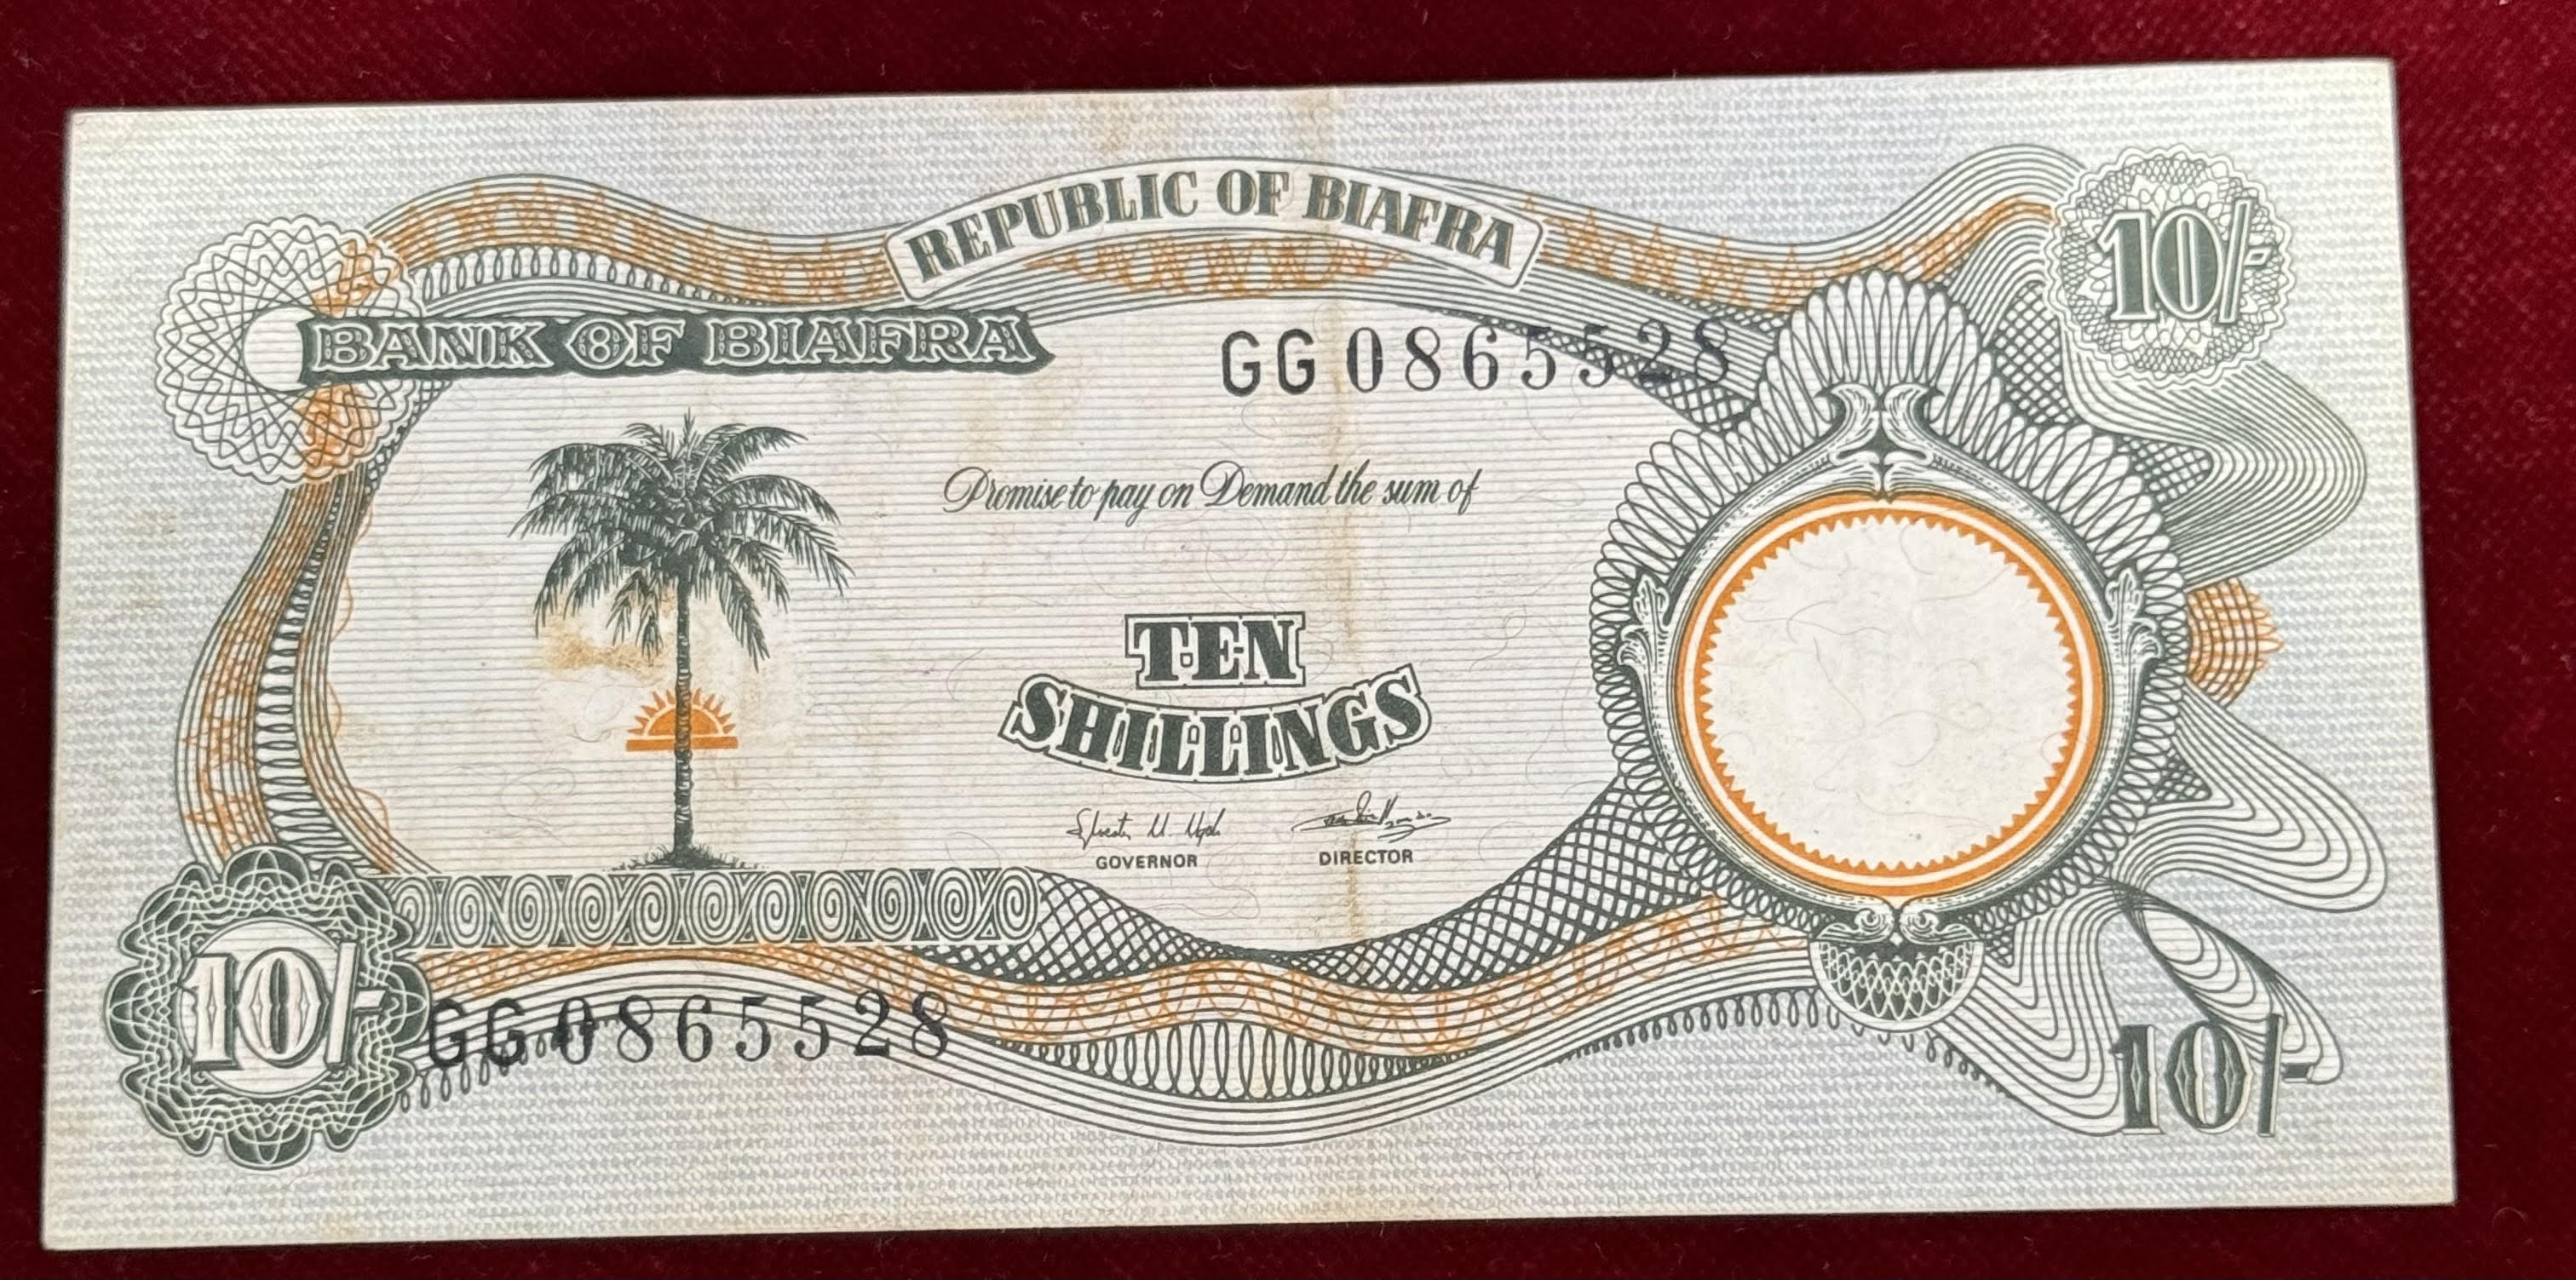 REPUBLIC OF BIAFRA
10/-
BANK OF BIAFRA
GG 0865528
Promise to pay on Demand the sum of
TEN
SHILLINGS
GOVERNOR
DIRECTOR
10/-
GG 0865528
10/-